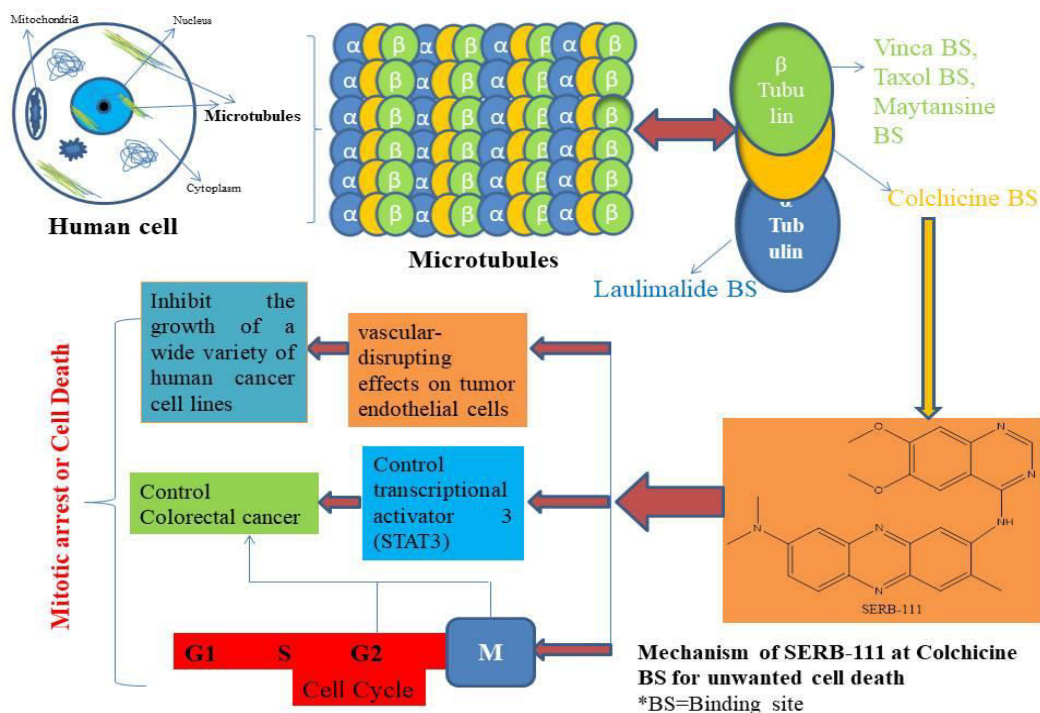 Mitochondria
Nucleus
Microtubules
Cytoplasm
Human cell
α β α β α β α β
α β α β α β α β
α β α β α β α β
α β α β α β α β
α β α β α β α β
α β α β α β α β
Microtubules
β
Tubu
lin
α
Tub
ulin
Vinca BS,
Taxol BS,
Maytansine
BS
Colchicine BS
Laulimalide BS
Mitotic arrest or Cell Death
Inhibit the
growth of a
wide variety of
human cancer
cell lines
vascular-
disrupting
effects on tumor
endothelial cells
Control
Colorectal cancer
Control
transcriptional
activator 3
(STAT3)
G1 S G2
M
Cell Cycle
O
N
O
N
NH
N
N
N
SERB-111
Mechanism of SERB-111 at Colchicine
BS for unwanted cell death
*BS=Binding site